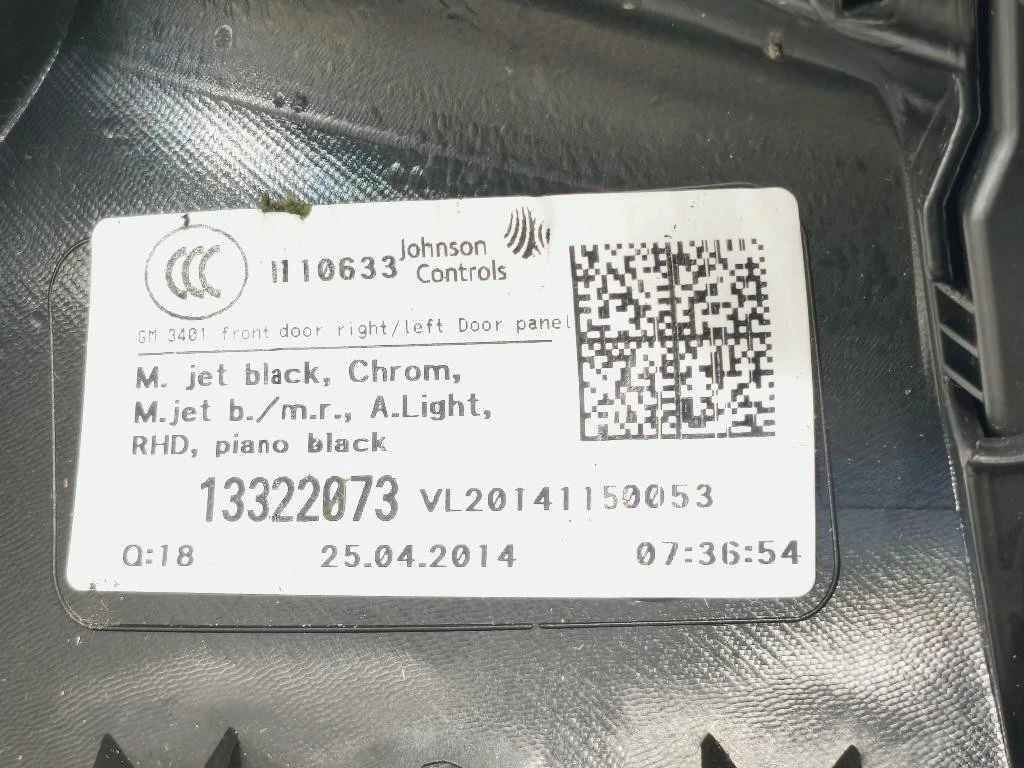 CCC
1110633
Johnson
Controls
GM 3401 front door right/left Door panel
M. jet black, Chrom,
M.jet b./m.r., A.Light,
RHD, piano black
13322073 VL20141150053
Q:18 25.04.2014 07:36:54